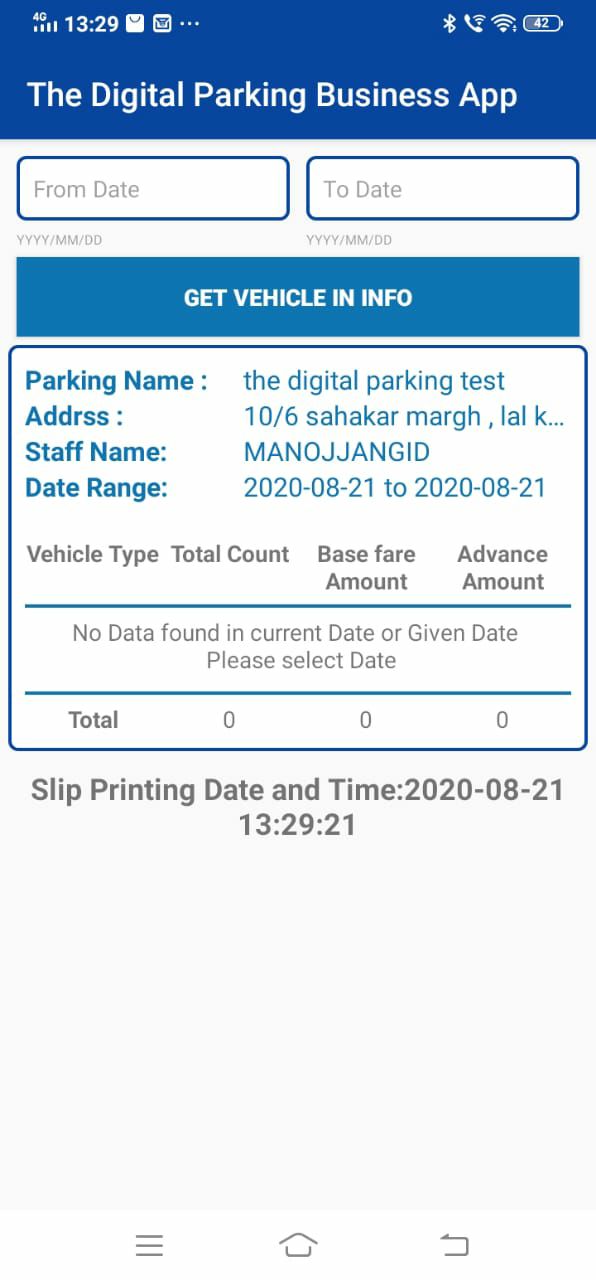 4G 13:29 ... 42
The Digital Parking Business App
From Date To Date
YYYY/MM/DD YYYY/MM/DD
GET VEHICLE IN INFO
Parking Name : the digital parking test
Addrss : 10/6 sahakar margh , lal k...
Staff Name: MANOJJANGID
Date Range: 2020-08-21 to 2020-08-21
Vehicle Type Total Count Base fare Advance
Amount Amount
No Data found in current Date or Given Date
Please select Date
Total 0 0 0
Slip Printing Date and Time:2020-08-21
13:29:21